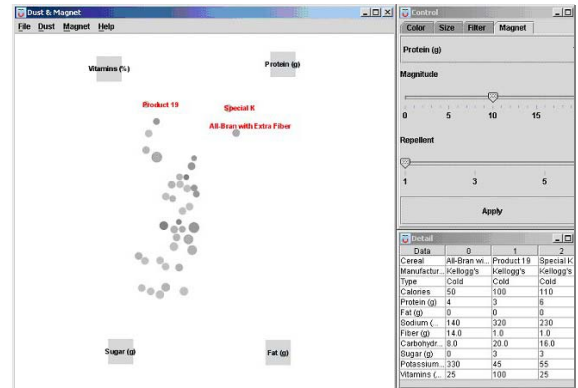 Dust & Magnet
File Dust Magnet Help
Vitamins (%)
Protein (g)
Product 19
Special K
All-Bran with Extra Fiber
Sugar (g)
Fat (g)
Control
Color Size Filter Magnet
Protein (g)
Magnitude
0 5 10 15
Repellent
1 3 5
Apply
Detail
Data 0 1 2
Cereal All-Bran wi... Product 19 Special K
Manufactur... Kellogg's Kellogg's Kellogg's
Type Cold Cold Cold
Calories 50 100 110
Protein (g) 4 3 6
Fat (g) 0 0 0
Sodium (... 140 320 230
Fiber (g) 14.0 1.0 1.0
Carbohydr... 8.0 20.0 16.0
Sugar (g) 0 3 3
Potassium... 330 45 55
Vitamins (... 25 100 25